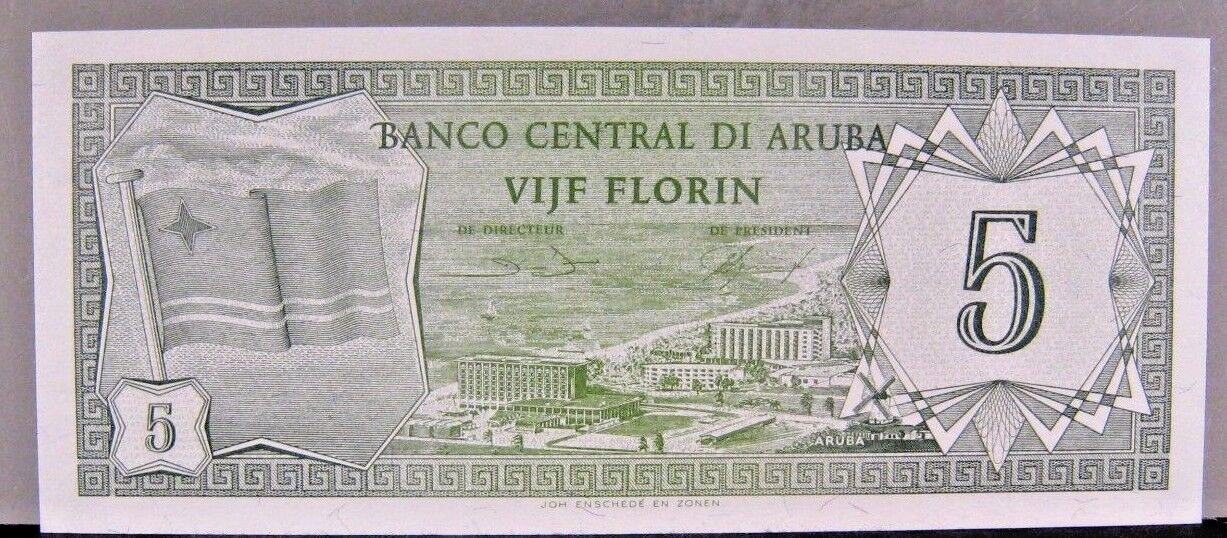 BANCO CENTRAL DI ARUBA
VIJF FLORIN
DE DIRECTEUR
DE PRESIDENT
5
5
ARUBA
JOH ENSCHEDÉ EN ZONEN